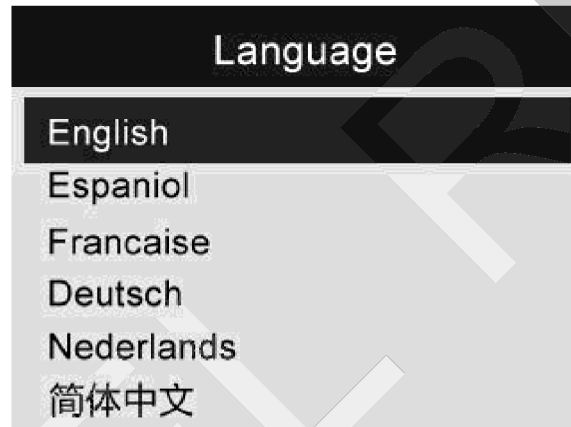 Language
English
Espaniol
Francaise
Deutsch
Nederlands
简体中文